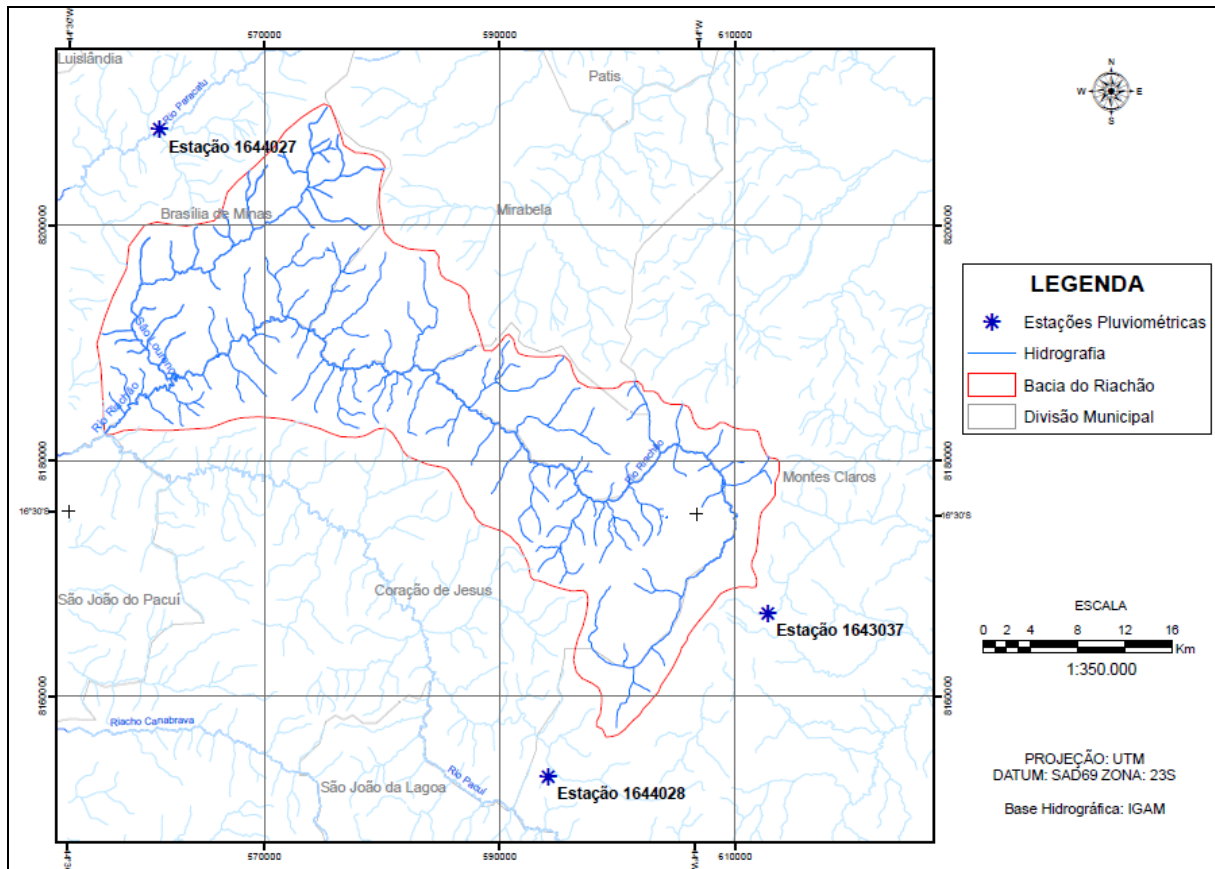 44°30'W
570000
590000
44°W
610000
Luislândia
Patis
Rio Paracatu
Estação 1644027
Brasília de Minas
Mirabela
8200000
8200000
São Lourenço
Rio Riachão
Rio Riachão
8180000
8180000
Montes Claros
16°30'S
16°30'S
São João do Pacuí
Coração de Jesus
Estação 1643037
8160000
8160000
Riacho Canabrava
Rio Pacuí
São João da Lagoa
Estação 1644028
570000
590000
610000
N
W
E
S
LEGENDA
Estações Pluviométricas
Hidrografia
Bacia do Riachão
Divisão Municipal
ESCALA
0 2 4 8 12 16
Km
1:350.000
PROJEÇÃO: UTM
DATUM: SAD69 ZONA: 23S
Base Hidrográfica: IGAM